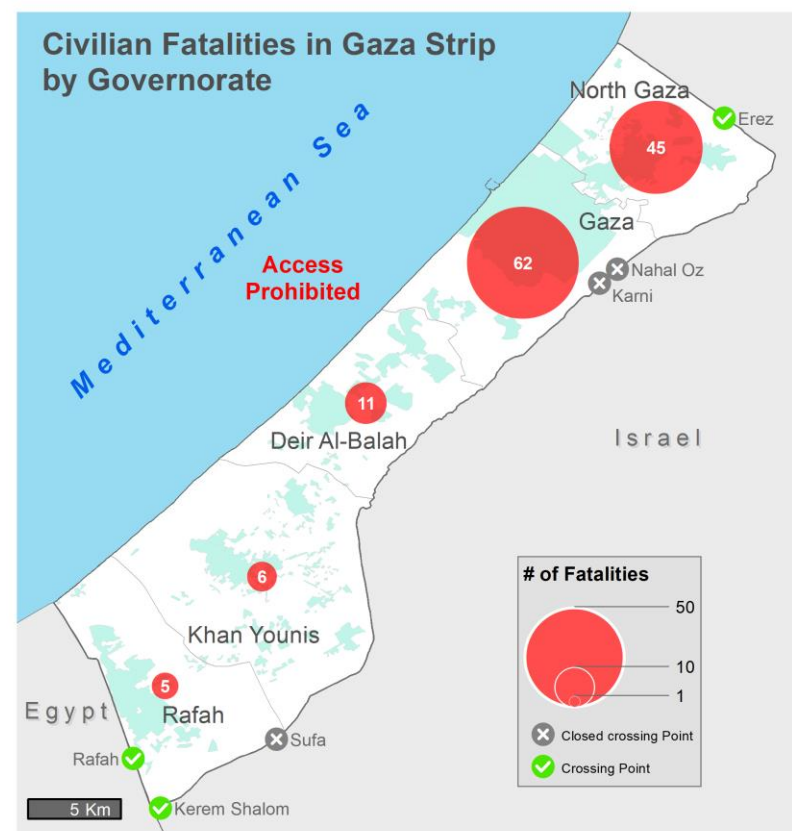 Civilian Fatalities in Gaza Strip
by Governorate
Mediterranean Sea
North Gaza
Erez
45
Gaza
62
Access
Prohibited
Nahal Oz
Karni
11
Deir Al-Balah
Israel
6
Khan Younis
5
Rafah
Egypt
Sufa
Rafah
Kerem Shalom
5 Km
# of Fatalities
50
10
1
Closed crossing Point
Crossing Point